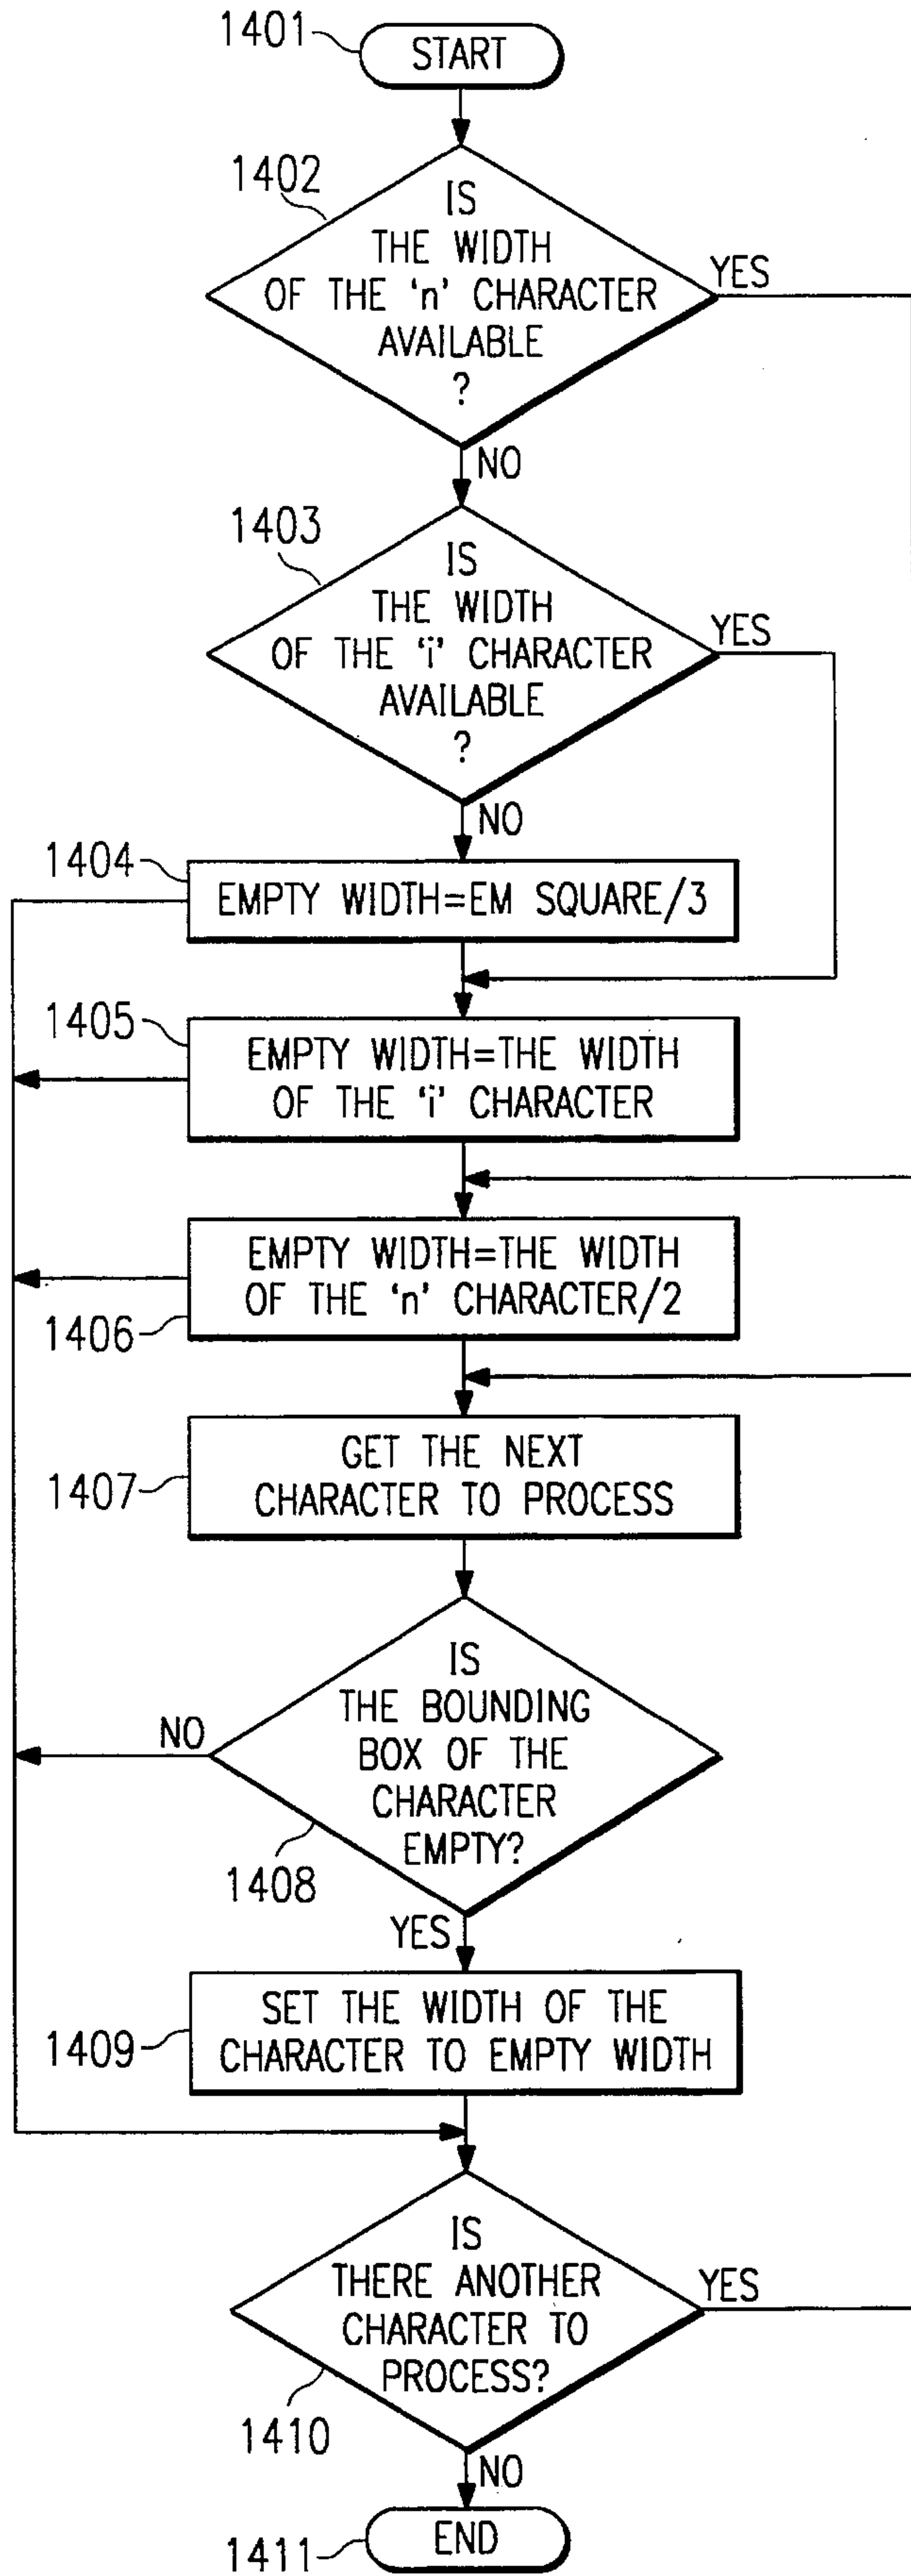 1401
START
1402
IS
THE WIDTH
OF THE ‘n’ CHARACTER
AVAILABLE
?
YES
NO
1403
IS
THE WIDTH
OF THE ‘i’ CHARACTER
AVAILABLE
?
YES
NO
1404
EMPTY WIDTH=EM SQUARE/3
1405
EMPTY WIDTH=THE WIDTH
OF THE ‘i’ CHARACTER
EMPTY WIDTH=THE WIDTH
OF THE ‘n’ CHARACTER/2
1406
GET THE NEXT
CHARACTER TO PROCESS
1407
IS
THE BOUNDING
BOX OF THE
CHARACTER
EMPTY?
NO
1408
YES
SET THE WIDTH OF THE
CHARACTER TO EMPTY WIDTH
1409
IS
THERE ANOTHER
CHARACTER TO
PROCESS?
YES
1410
NO
END
1411